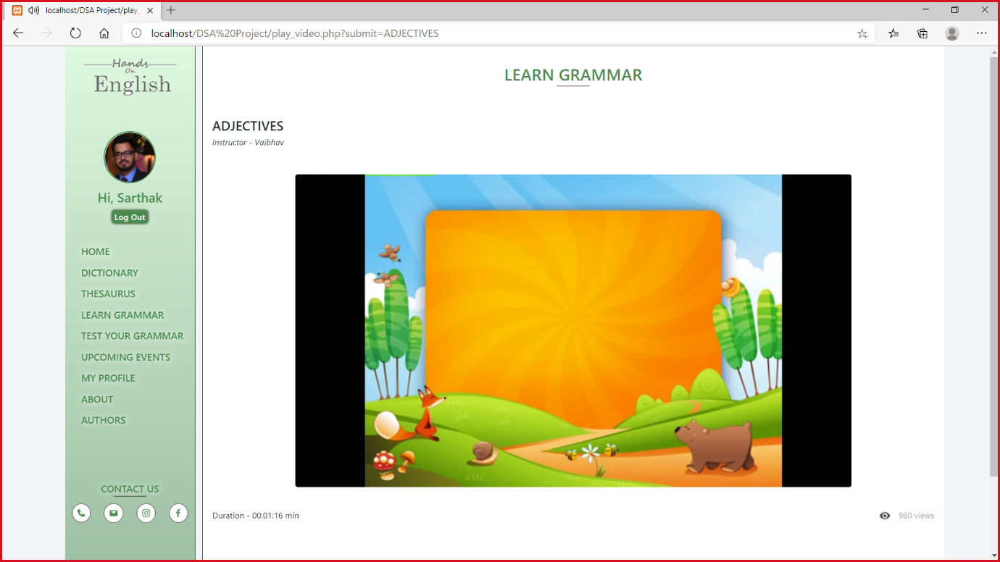 localhost/DSA Project/play_
localhost/DSA%20Project/play_video.php?submit=ADJECTIVES
Hands
On
English
Hi, Sarthak
Log Out
HOME
DICTIONARY
THESAURUS
LEARN GRAMMAR
TEST YOUR GRAMMAR
UPCOMING EVENTS
MY PROFILE
ABOUT
AUTHORS
CONTACT US
LEARN GRAMMAR
ADJECTIVES
Instructor - Vaibhav
Duration - 00:01:16 min
980 views